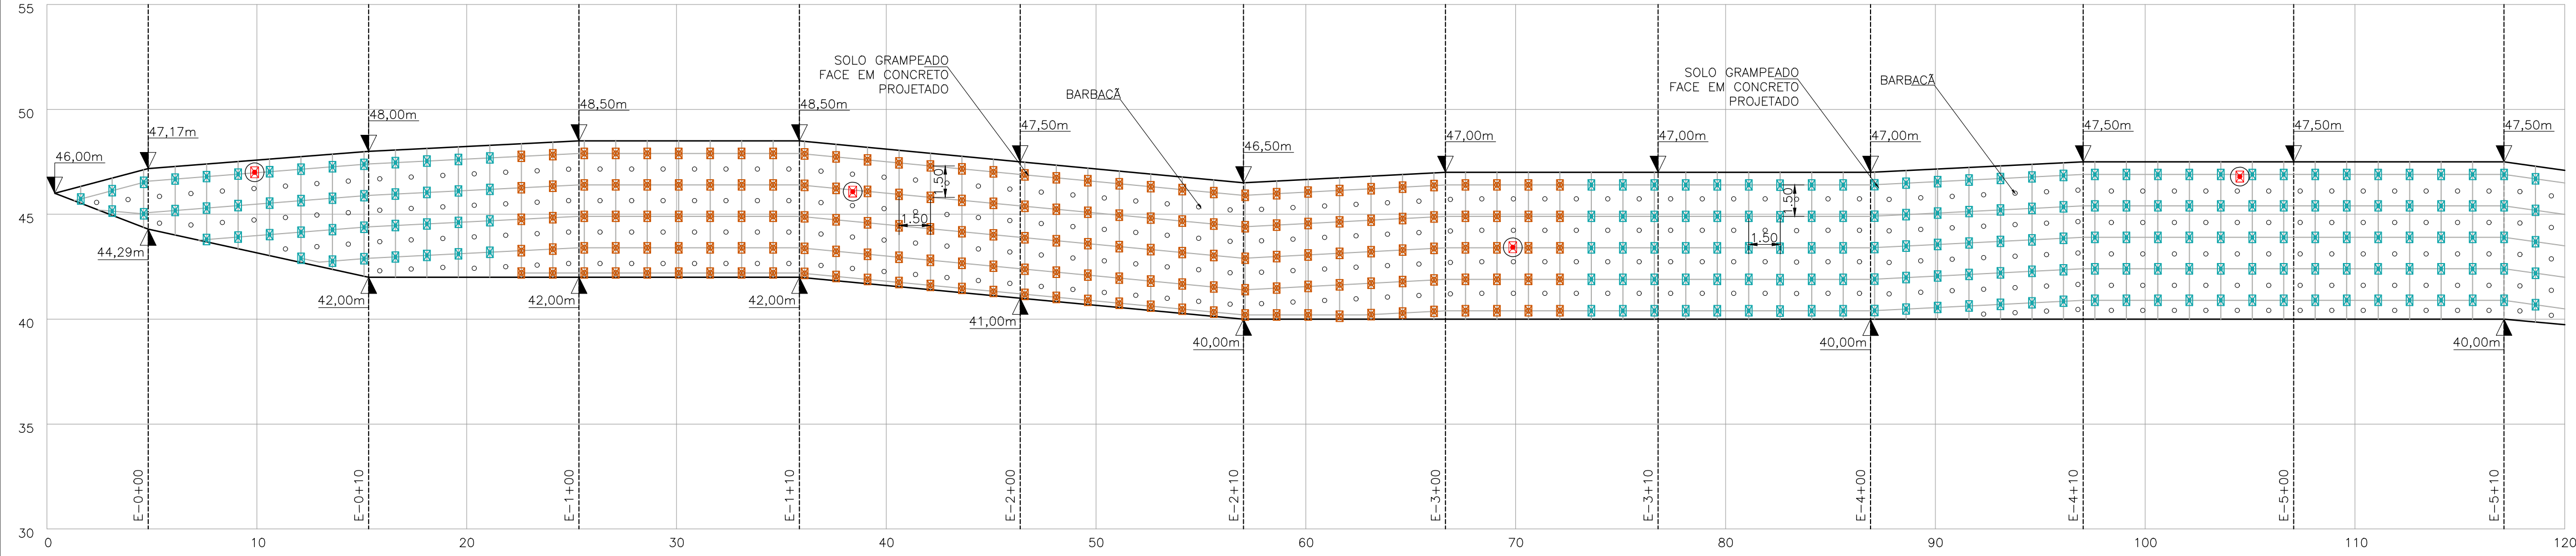 55
50
45
40
35
30
46,00m
47,17m
48,00m
48,50m
48,50m
SOLO GRAMPEADO
FACE EM CONCRETO
PROJETADO
47,50m
BARBACÃ
46,50m
47,00m
47,00m
SOLO GRAMPEADO
FACE EM CONCRETO
PROJETADO
47,00m
BARBACÃ
47,50m
47,50m
47,50m
1.50
1.50
1.50
1.50
44,29m
42,00m
42,00m
42,00m
41,00m
40,00m
40,00m
40,00m
E-0+00
E-0+10
E-1+00
E-1+10
E-2+00
E-2+10
E-3+00
E-3+10
E-4+00
E-4+10
E-5+00
E-5+10
0 10 20 30 40 50 60 70 80 90 100 110 120